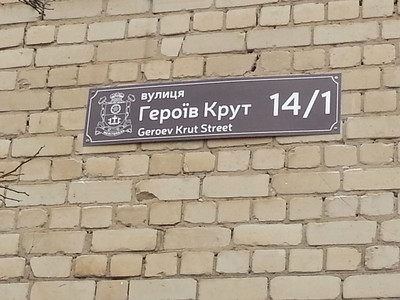 вулиця
Героїв Крут 14/1
Geroev Krut Street